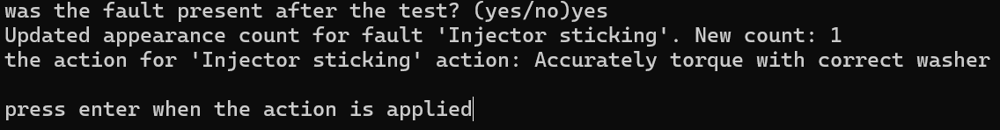 was the fault present after the test? (yes/no)yes
Updated appearance count for fault 'Injector sticking'. New count: 1
the action for 'Injector sticking' action: Accurately torque with correct washer
press enter when the action is applied